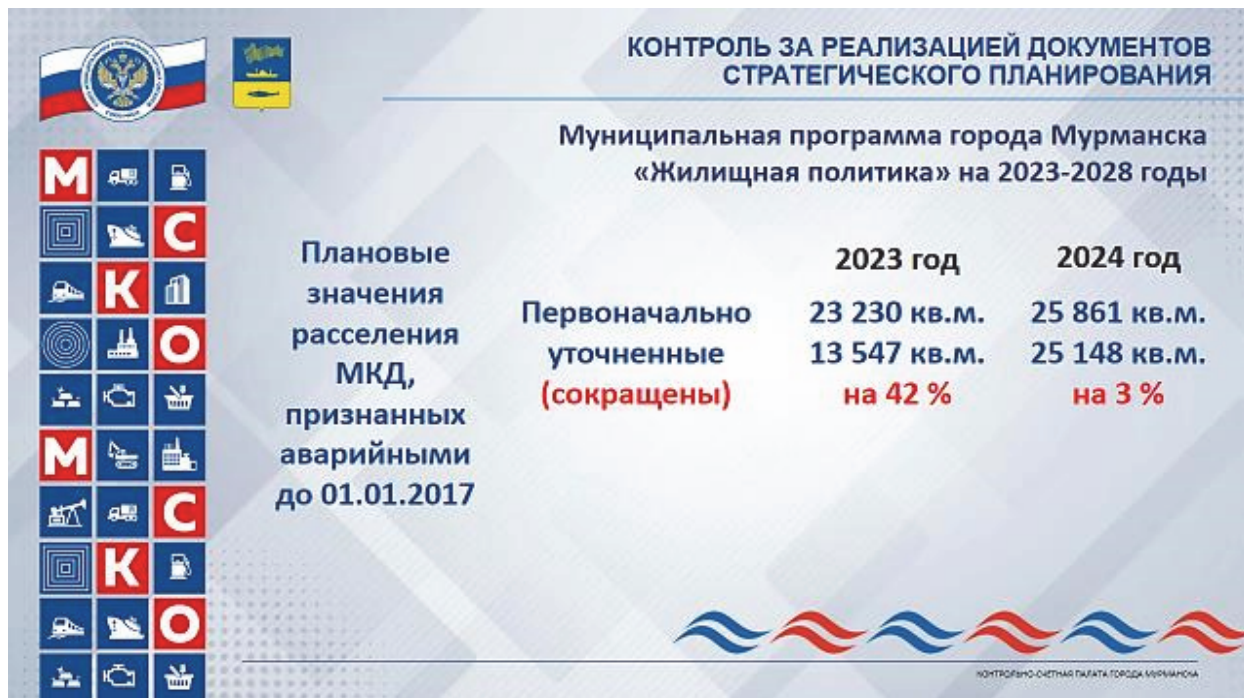 КОНТРОЛЬ ЗА РЕАЛИЗАЦИЕЙ ДОКУМЕНТОВ
СТРАТЕГИЧЕСКОГО ПЛАНИРОВАНИЯ
Муниципальная программа города Мурманска
«Жилищная политика» на 2023-2028 годы
М
С
К
О
М
С
К
О
Плановые
значения
расселения
МКД,
признанных
аварийными
до 01.01.2017
2023 год 2024 год
Первоначально 23 230 кв.м. 25 861 кв.м.
уточненные 13 547 кв.м. 25 148 кв.м.
(сокращены) на 42 % на 3 %
КОНТРОЛЬНО-СЧЕТНАЯ ПАЛАТА ГОРОДА МУРМАНСКА